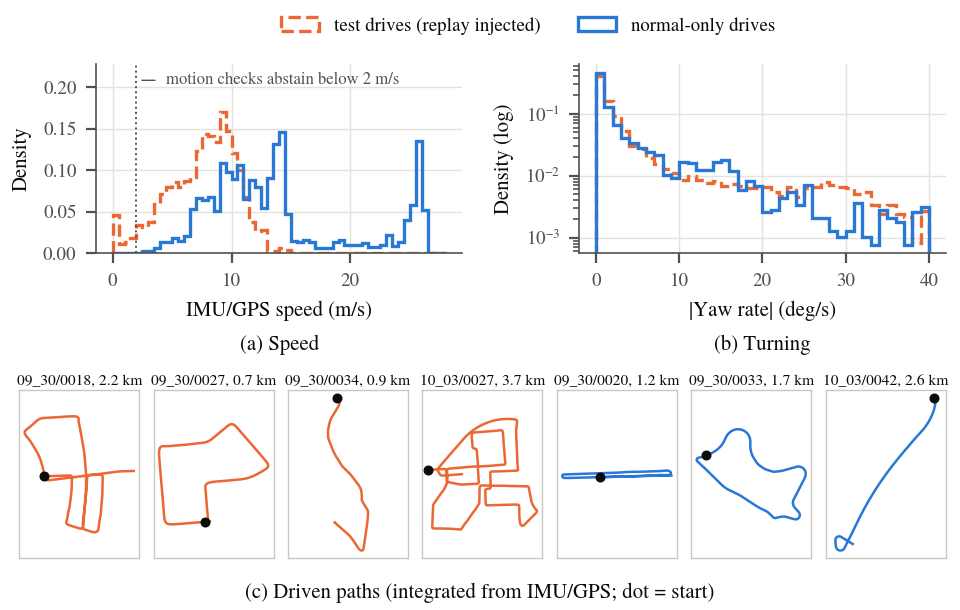 test drives (replay injected)
normal-only drives
motion checks abstain below 2 m/s
Density
0.20
0.15
0.10
0.05
0.00
0
10
20
IMU/GPS speed (m/s)
(a) Speed
Density (log)
10⁻¹
10⁻²
10⁻³
0
10
20
30
40
|Yaw rate| (deg/s)
(b) Turning
09_30/0018, 2.2 km
09_30/0027, 0.7 km
09_30/0034, 0.9 km
10_03/0027, 3.7 km
09_30/0020, 1.2 km
09_30/0033, 1.7 km
10_03/0042, 2.6 km
(c) Driven paths (integrated from IMU/GPS; dot = start)